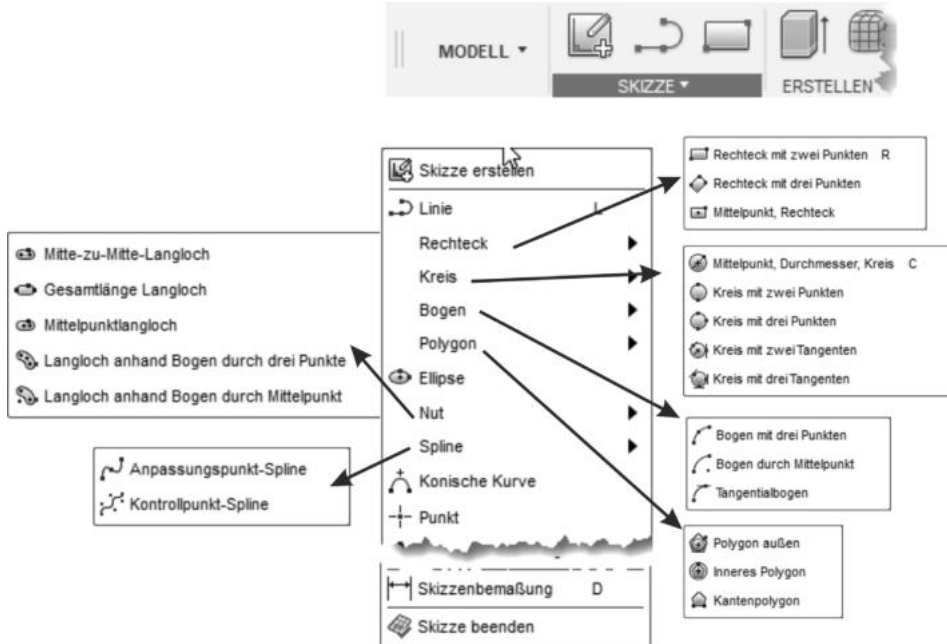 MODELL
SKIZZE
ERSTELLEN
Skizze erstellen
Linie L
Rechteck
Kreis
Bogen
Polygon
Ellipse
Nut
Spline
Konische Kurve
Punkt
Skizzenbemaßung D
Skizze beenden
Mitte-zu-Mitte-Langloch
Gesamtlänge Langloch
Mittelpunktlangloch
Langloch anhand Bogen durch drei Punkte
Langloch anhand Bogen durch Mittelpunkt
Anpassungspunkt-Spline
Kontrollpunkt-Spline
Rechteck mit zwei Punkten R
Rechteck mit drei Punkten
Mittelpunkt, Rechteck
Mittelpunkt, Durchmesser, Kreis C
Kreis mit zwei Punkten
Kreis mit drei Punkten
Kreis mit zwei Tangenten
Kreis mit drei Tangenten
Bogen mit drei Punkten
Bogen durch Mittelpunkt
Tangentialbogen
Polygon außen
Inneres Polygon
Kantenpolygon